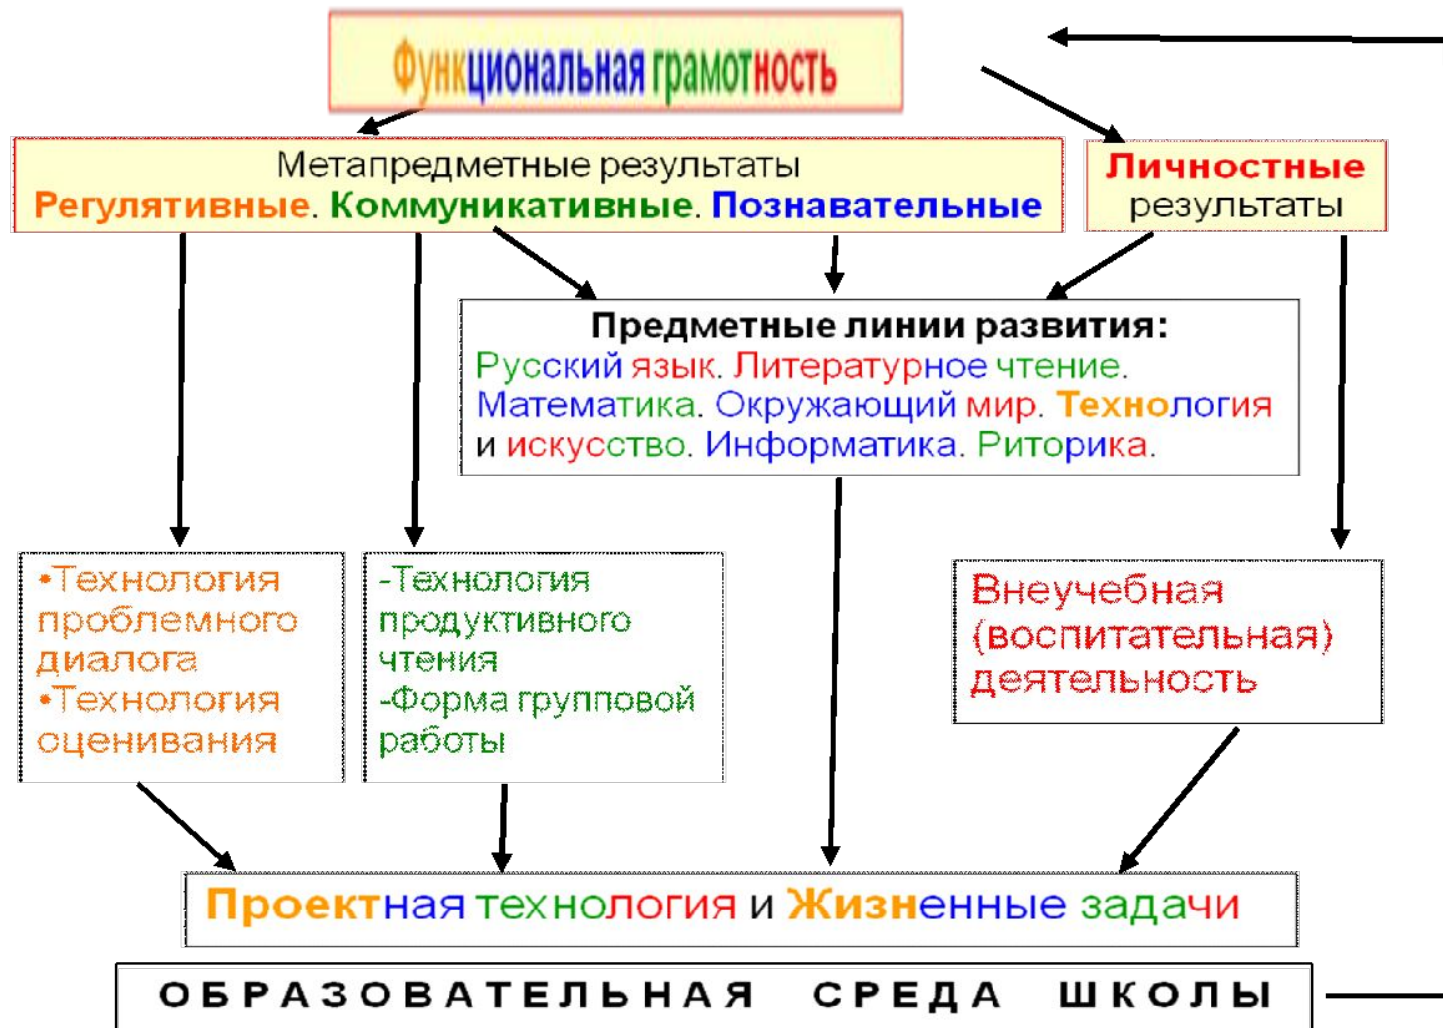 Функциональная грамотность
Метапредметные результаты
Регулятивные. Коммуникативные. Познавательные
Личностные
результаты
Предметные линии развития:
Русский язык. Литературное чтение.
Математика. Окружающий мир. Технология
и искусство. Информатика. Риторика.
•Технология
проблемного
диалога
•Технология
оценивания
-Технология
продуктивного
чтения
-Форма групповой
работы
Внеучебная
(воспитательная)
деятельность
Проектная технология и Жизненные задачи
ОБРАЗОВАТЕЛЬНАЯ СРЕДА ШКОЛЫ